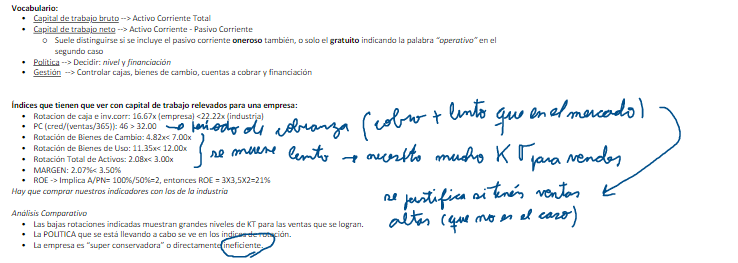 Vocabulario:
• Capital de trabajo bruto --> Activo Corriente Total
• Capital de trabajo neto --> Activo Corriente - Pasivo Corriente
o Suele distinguirse si se incluye el pasivo corriente oneroso también, o solo el gratuito indicando la palabra "operativo" en el
segundo caso
• Política --> Decidir: nivel y financiación
• Gestión --> Controlar cajas, bienes de cambio, cuentas a cobrar y financiación
Índices que tienen que ver con capital de trabajo relevados para una empresa:
• Rotacion de caja e inv.corr: 16.67x (empresa) <22.22x (industria)
• PC (cred/(ventas/365)): 46 > 32.00 → período de cobranza (cobro + lento que en el mercado)
• Rotación de Bienes de Cambio: 4.82x< 7.00x
• Rotación de Bienes de Uso: 11.35x< 12.00x
• Rotación Total de Activos: 2.08x< 3.00x
} se mueve lento → necesito mucho KT para vender
• MARGEN: 2.07%< 3.50%
• ROE -> Implica A/PN= 100%/50%=2, entonces ROE = 3X3,5X2=21%
Hay que comprar nuestros indicadores con los de la industria
se justifica si tenés ventas
altas (que no es el caso)
Análisis Comparativo
• Las bajas rotaciones indicadas muestran grandes niveles de KT para las ventas que se logran.
• La POLITICA que se está llevando a cabo se ve en los indices de rotación.
• La empresa es "super conservadora" o directamente ineficiente.